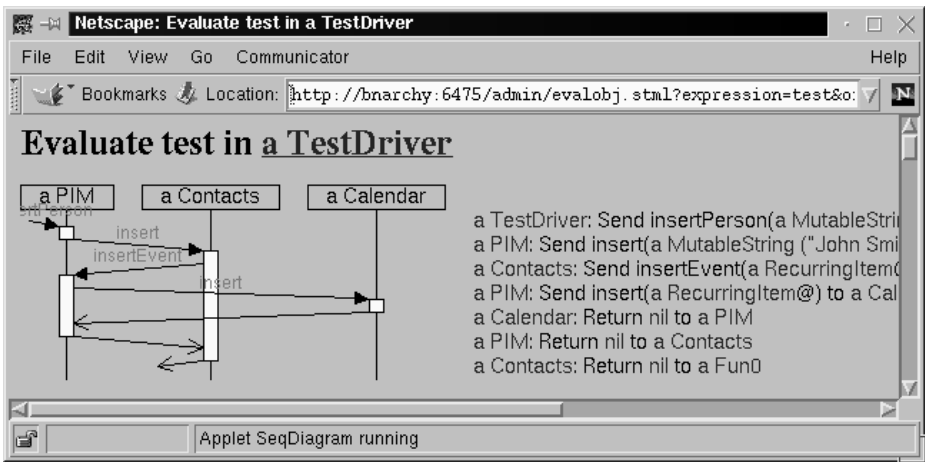 Netscape: Evaluate test in a TestDriver
File Edit View Go Communicator Help
Bookmarks Location: http://bnarchy:6475/admin/evalobj.stml?expression=test&o: N
Evaluate test in a TestDriver
a PIM a Contacts a Calendar
insert
insertEvent
insert
a TestDriver: Send insertPerson(a MutableStri
a PIM: Send insert(a MutableString ("John Smi
a Contacts: Send insertEvent(a RecurringItem@
a PIM: Send insert(a RecurringItem@) to a Cal
a Calendar: Return nil to a PIM
a PIM: Return nil to a Contacts
a Contacts: Return nil to a Fun0
Applet SeqDiagram running